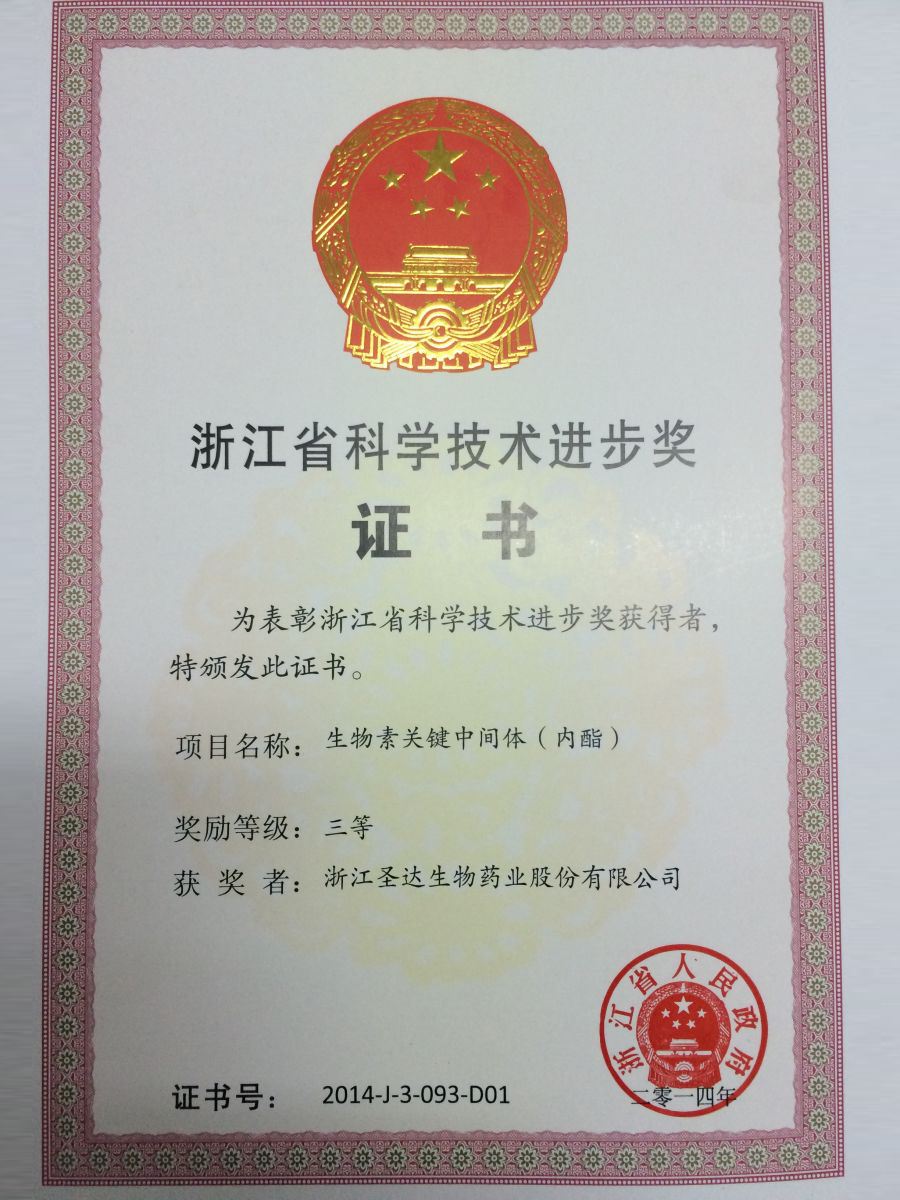 浙江省科学技术进步奖
证 书
为表彰浙江省科学技术进步奖获得者，
特颁发此证书。
项目名称：生物素关键中间体（内酯）
奖励等级：三等
获 奖 者：浙江圣达生物药业股份有限公司
浙江省人民政府
证书号： 2014-J-3-093-D01
二零一四年